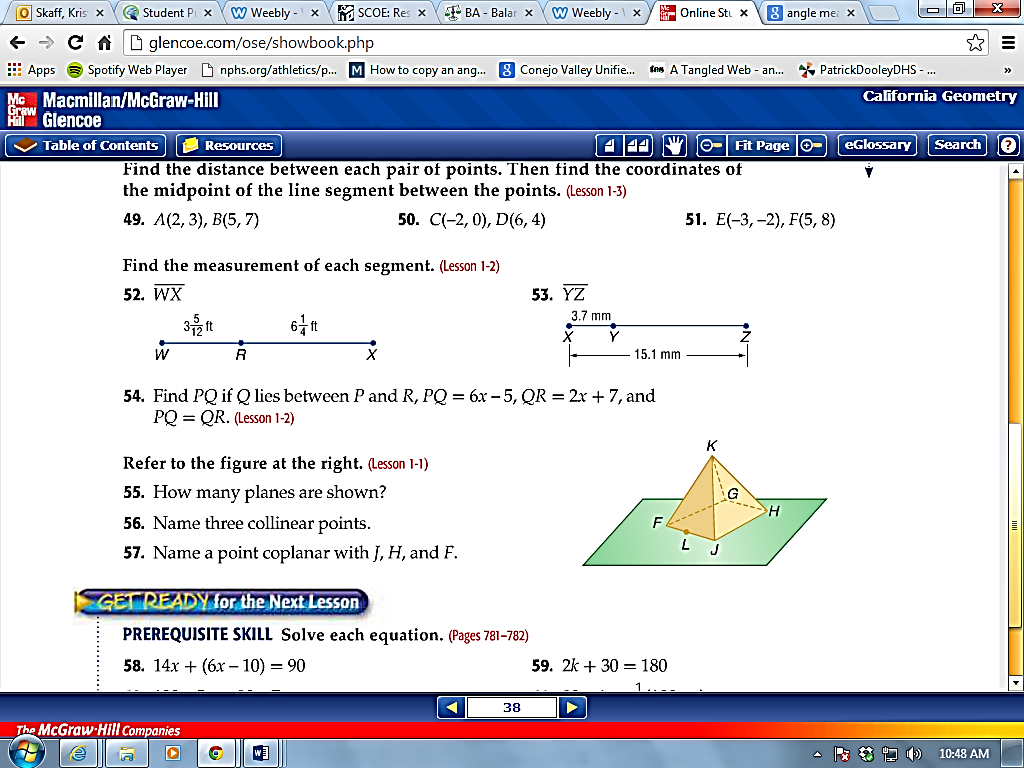 Skaff, Kris
Student P
Weebly -
SCOE: Res
BA - Balan
Weebly -
Online Stu
angle mea
glencoe.com/ose/showbook.php
Apps
Spotify Web Player
nphs.org/athletics/p...
How to copy an ang...
Conejo Valley Unifie...
A Tangled Web - an...
PatrickDooleyDHS - ...
»
Mc Graw Hill
Macmillan/McGraw-Hill
Glencoe
California Geometry
Table of Contents
Resources
Fit Page
eGlossary
Search
?
Find the distance between each pair of points. Then find the coordinates of
the midpoint of the line segment between the points. (Lesson 1-3)
49. A(2, 3), B(5, 7)
50. C(–2, 0), D(6, 4)
51. E(–3, –2), F(5, 8)
Find the measurement of each segment. (Lesson 1-2)
52. W̅X̅
3 5/12 ft
6 1/4 ft
W R X
53. Y̅Z̅
3.7 mm
X Y Z
15.1 mm
54. Find PQ if Q lies between P and R, PQ = 6x – 5, QR = 2x + 7, and
PQ = QR. (Lesson 1-2)
Refer to the figure at the right. (Lesson 1-1)
55. How many planes are shown?
56. Name three collinear points.
57. Name a point coplanar with J, H, and F.
K
G
H
F
L
J
GET READY for the Next Lesson
PREREQUISITE SKILL Solve each equation. (Pages 781–782)
58. 14x + (6x – 10) = 90
59. 2k + 30 = 180
38
The McGraw-Hill Companies
10:48 AM